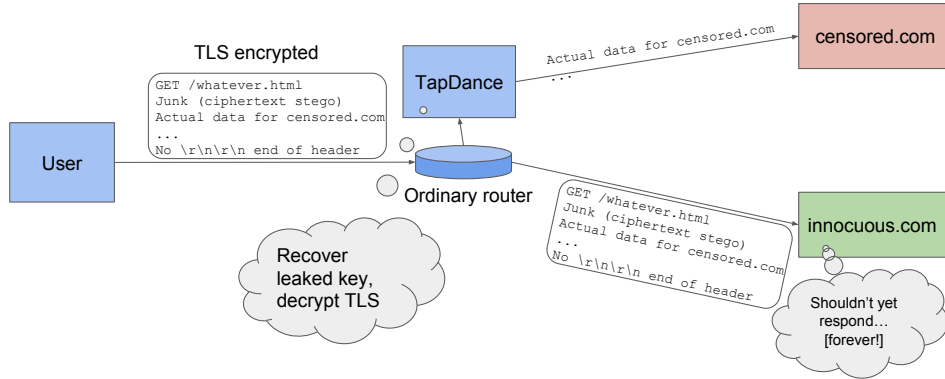 TLS encrypted
GET /whatever.html
Junk (ciphertext stego)
Actual data for censored.com
...
No \r\n\r\n end of header
User
TapDance
Actual data for censored.com
...
censored.com
Ordinary router
GET /whatever.html
Junk (ciphertext stego)
Actual data for censored.com
...
No \r\n\r\n end of header
innocuous.com
Recover
leaked key,
decrypt TLS
Shouldn’t yet
respond…
[forever!]